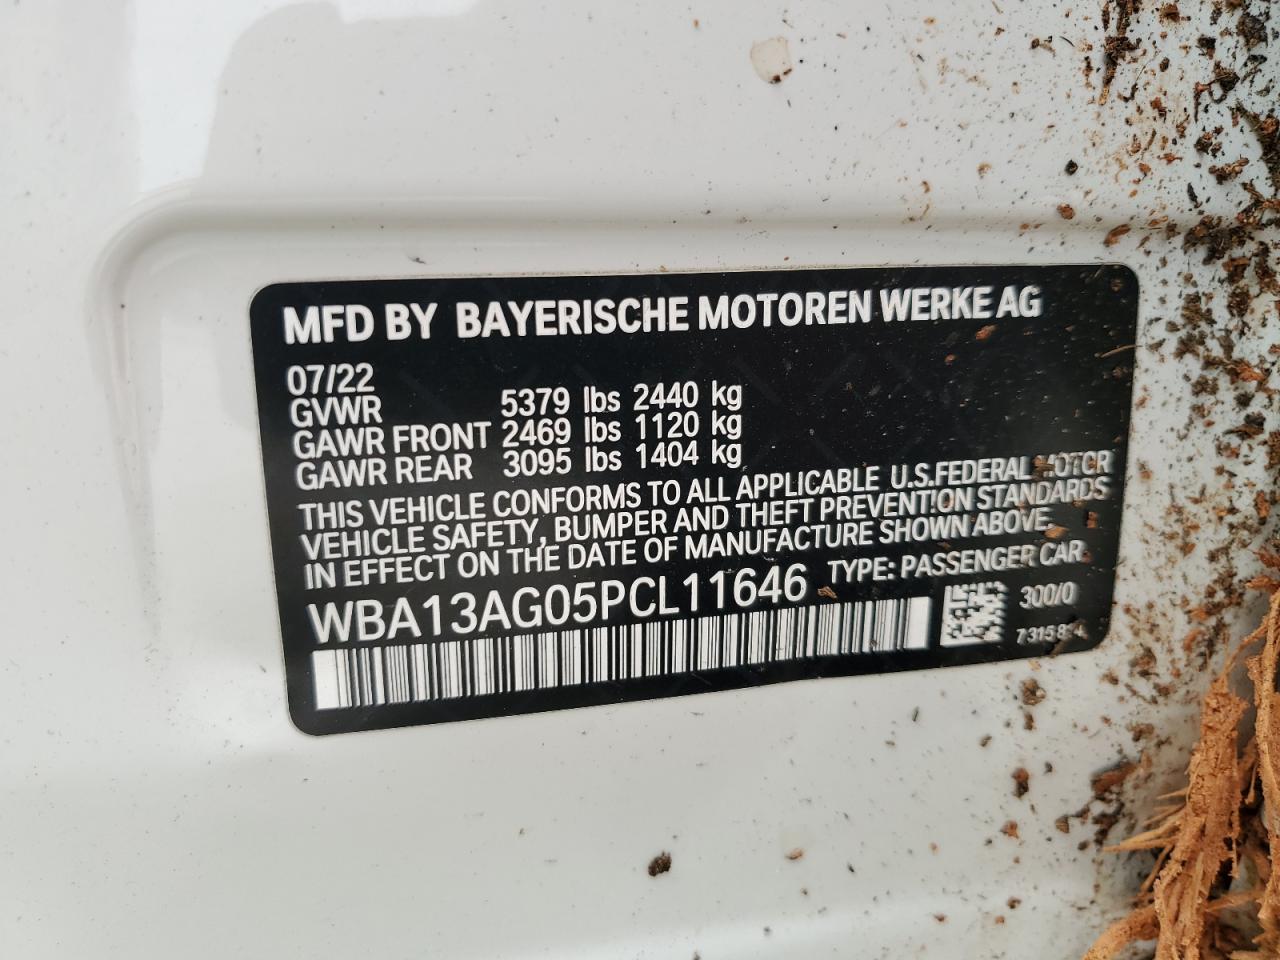 MFD BY BAYERISCHE MOTOREN WERKE AG
07/22
GVWR 5379 lbs 2440 kg
GAWR FRONT 2469 lbs 1120 kg
GAWR REAR 3095 lbs 1404 kg
THIS VEHICLE CONFORMS TO ALL APPLICABLE U.S.FEDERAL MOTOR
VEHICLE SAFETY, BUMPER AND THEFT PREVENTION STANDARDS
IN EFFECT ON THE DATE OF MANUFACTURE SHOWN ABOVE.
WBA13AG05PCL11646 TYPE: PASSENGER CAR
300/0